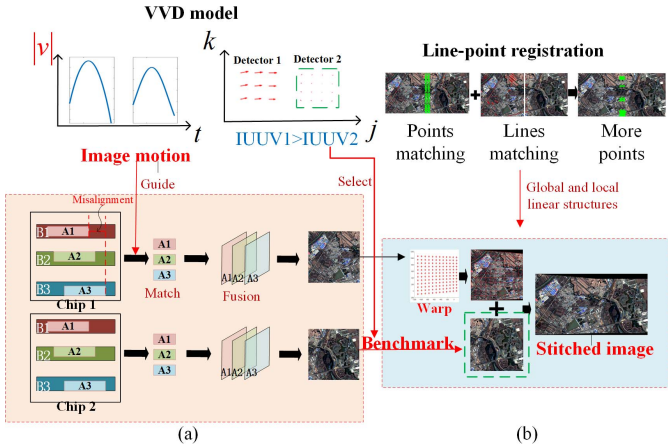 VVD model
|v|
t
k
Detector 1
Detector 2
j
IUUV1>IUUV2
Line-point registration
Points
matching
Lines
matching
More
points
Image motion
Guide
Select
Global and local
linear structures
Misalignment
B1
A1
B2
A2
B3
A3
Chip 1
A1
A2
A3
Match
A1
A2
A3
Fusion
B1
A1
B2
A2
B3
A3
Chip 2
A1
A2
A3
A1
A2
A3
Warp
Benchmark
Stitched image
(a)
(b)